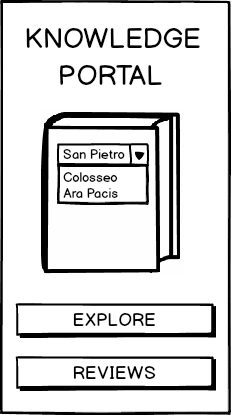 KNOWLEDGE
PORTAL
San Pietro
Colosseo
Ara Pacis
EXPLORE
REVIEWS